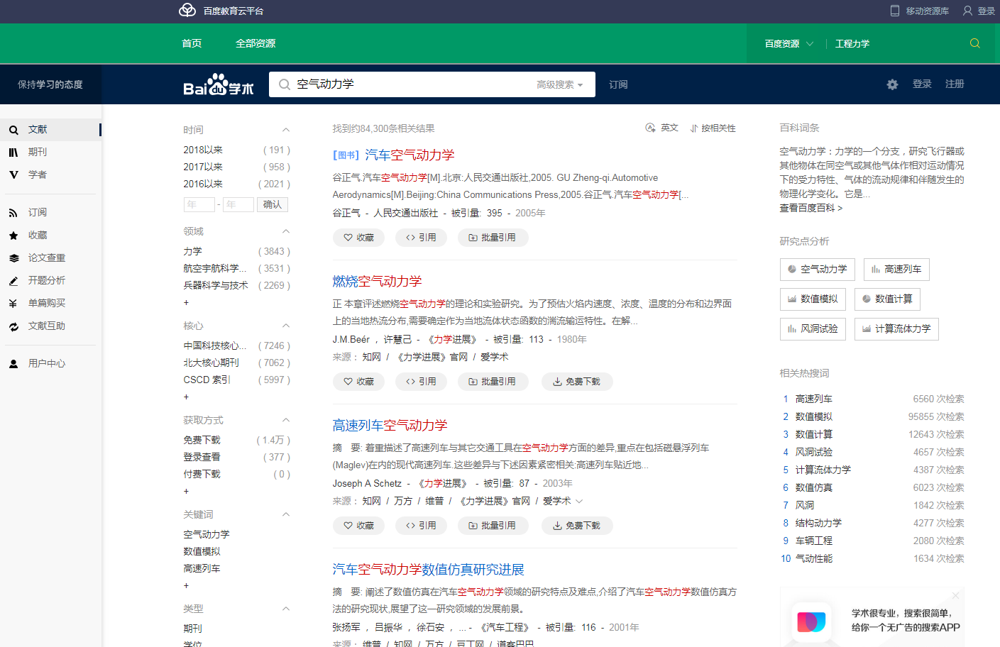 百度教育云平台
移动资源库 登录
首页 全部资源
百度资源 工程力学
保持学习的态度
Bai du 学术
空气动力学 高级搜索
订阅
登录 注册
文献
期刊
学者
订阅
收藏
论文查重
开题分析
单篇购买
文献互助
用户中心
时间
2018以来 ( 191 )
2017以来 ( 958 )
2016以来 ( 2021 )
年 - 年 确认
领域
力学 ( 3843 )
航空宇航科学... ( 3531 )
兵器科学与技术 ( 2269 )
+
核心
中国科技核心... ( 7246 )
北大核心期刊 ( 7062 )
CSCD 索引 ( 5997 )
+
获取方式
免费下载 ( 1.4万 )
登录查看 ( 377 )
付费下载 ( 0 )
+
关键词
空气动力学
数值模拟
高速列车
+
类型
期刊
学位
找到约84,300条相关结果
英文 按相关性
[图书] 汽车空气动力学
谷正气.汽车空气动力学[M].北京:人民交通出版社,2005. GU Zheng-qi.Automotive
Aerodynamics[M].Beijing:China Communications Press,2005.谷正气.汽车空气动力学[...
谷正气 - 人民交通出版社 - 被引量: 395 - 2005年
收藏 引用 批量引用
燃烧空气动力学
正 本章评述燃烧空气动力学的理论和实验研究。为了预估火焰内速度、浓度、温度的分布和边界面
上的当地热流分布,需要确定作为当地流体状态函数的湍流输运特性。在解...
J.M.Beér , 许慧己 - 《力学进展》 - 被引量: 113 - 1980年
来源： 知网 / 《力学进展》官网 / 爱学术
收藏 引用 批量引用 免费下载
高速列车空气动力学
摘 要: 着重描述了高速列车与其它交通工具在空气动力学方面的差异,重点在包括磁悬浮列车
(Maglev)在内的现代高速列车.这些差异与下述因素紧密相关:高速列车贴近地...
Joseph A Schetz - 《力学进展》 - 被引量: 87 - 2003年
来源： 知网 / 万方 / 维普 / 《力学进展》官网 / 爱学术
收藏 引用 批量引用 免费下载
汽车空气动力学数值仿真研究进展
摘 要: 阐述了数值仿真在汽车空气动力学领域的研究特点及难点,介绍了汽车空气动力学数值仿真方
法的研究现状,展望了这一研究领域的发展前景。
张扬军 , 吕振华 , 徐石安 , ... - 《汽车工程》 - 被引量: 116 - 2001年
来源： 维普 / 知网 / 万方 / 豆丁网 / 道客巴巴
百科词条
空气动力学：力学的一个分支，研究飞行器或
其他物体在同空气或其他气体作相对运动情况
下的受力特性、气体的流动规律和伴随发生的
物理化学变化。它是...
查看百度百科 >
研究点分析
空气动力学 高速列车
数值模拟 数值计算
风洞试验 计算流体力学
相关热搜词
1 高速列车 6560 次检索
2 数值模拟 95855 次检索
3 数值计算 12643 次检索
4 风洞试验 4657 次检索
5 计算流体力学 4387 次检索
6 数值仿真 6023 次检索
7 风洞 1842 次检索
8 结构动力学 4277 次检索
9 车辆工程 2080 次检索
10 气动性能 1634 次检索
学术很专业，搜索很简单，
给你一个无广告的搜索APP